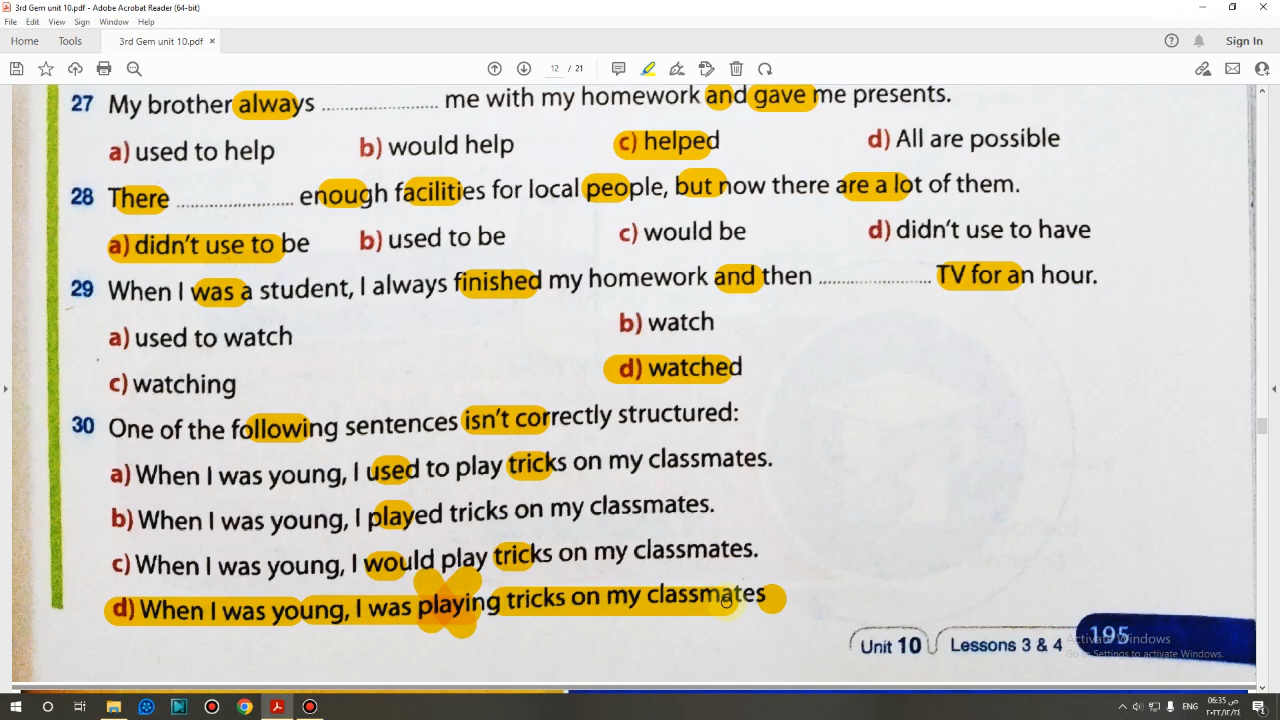 3rd Gem unit 10.pdf - Adobe Acrobat Reader (64-bit)
File Edit View Sign Window Help
Home Tools 3rd Gem unit 10.pdf × Sign In
12 / 21
27 My brother always .................... me with my homework and gave me presents.
a) used to help b) would help c) helped d) All are possible
28 There .................... enough facilities for local people, but now there are a lot of them.
a) didn't use to be b) used to be c) would be d) didn't use to have
29 When I was a student, I always finished my homework and then .................... TV for an hour.
a) used to watch b) watch
c) watching d) watched
30 One of the following sentences isn't correctly structured:
a) When I was young, I used to play tricks on my classmates.
b) When I was young, I played tricks on my classmates.
c) When I was young, I would play tricks on my classmates.
d) When I was young, I was playing tricks on my classmates
Unit 10 Lessons 3 & 4 195
Activate Windows
Go to Settings to activate Windows.
ENG 06:35 ص